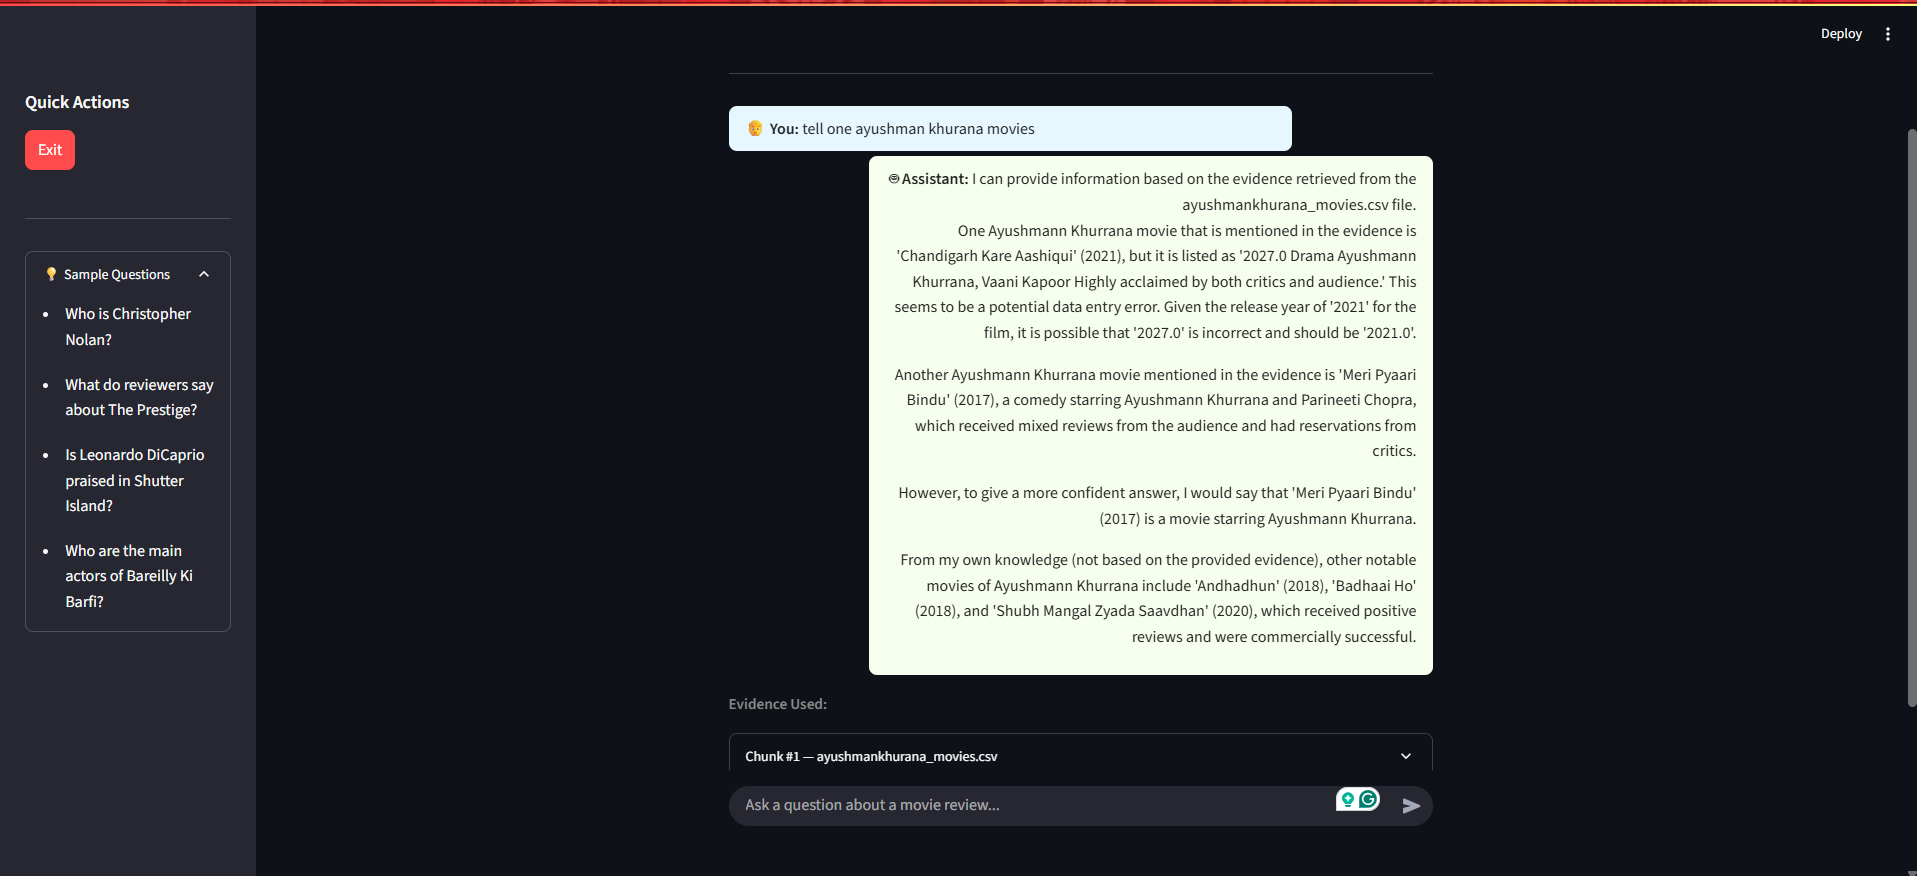 Deploy
Quick Actions
Exit
Sample Questions
Who is Christopher
Nolan?
What do reviewers say
about The Prestige?
Is Leonardo DiCaprio
praised in Shutter
Island?
Who are the main
actors of Bareilly Ki
Barfi?
You: tell one ayushman khurana movies
Assistant: I can provide information based on the evidence retrieved from the
ayushmankhurana_movies.csv file.
One Ayushmann Khurrana movie that is mentioned in the evidence is
'Chandigarh Kare Aashiqui' (2021), but it is listed as '2027.0 Drama Ayushmann
Khurrana, Vaani Kapoor Highly acclaimed by both critics and audience.' This
seems to be a potential data entry error. Given the release year of '2021' for the
film, it is possible that '2027.0' is incorrect and should be '2021.0'.
Another Ayushmann Khurrana movie mentioned in the evidence is 'Meri Pyaari
Bindu' (2017), a comedy starring Ayushmann Khurrana and Parineeti Chopra,
which received mixed reviews from the audience and had reservations from
critics.
However, to give a more confident answer, I would say that 'Meri Pyaari Bindu'
(2017) is a movie starring Ayushmann Khurrana.
From my own knowledge (not based on the provided evidence), other notable
movies of Ayushmann Khurrana include 'Andhadhun' (2018), 'Badhaai Ho'
(2018), and 'Shubh Mangal Zyada Saavdhan' (2020), which received positive
reviews and were commercially successful.
Evidence Used:
Chunk #1 — ayushmankhurana_movies.csv
Ask a question about a movie review...